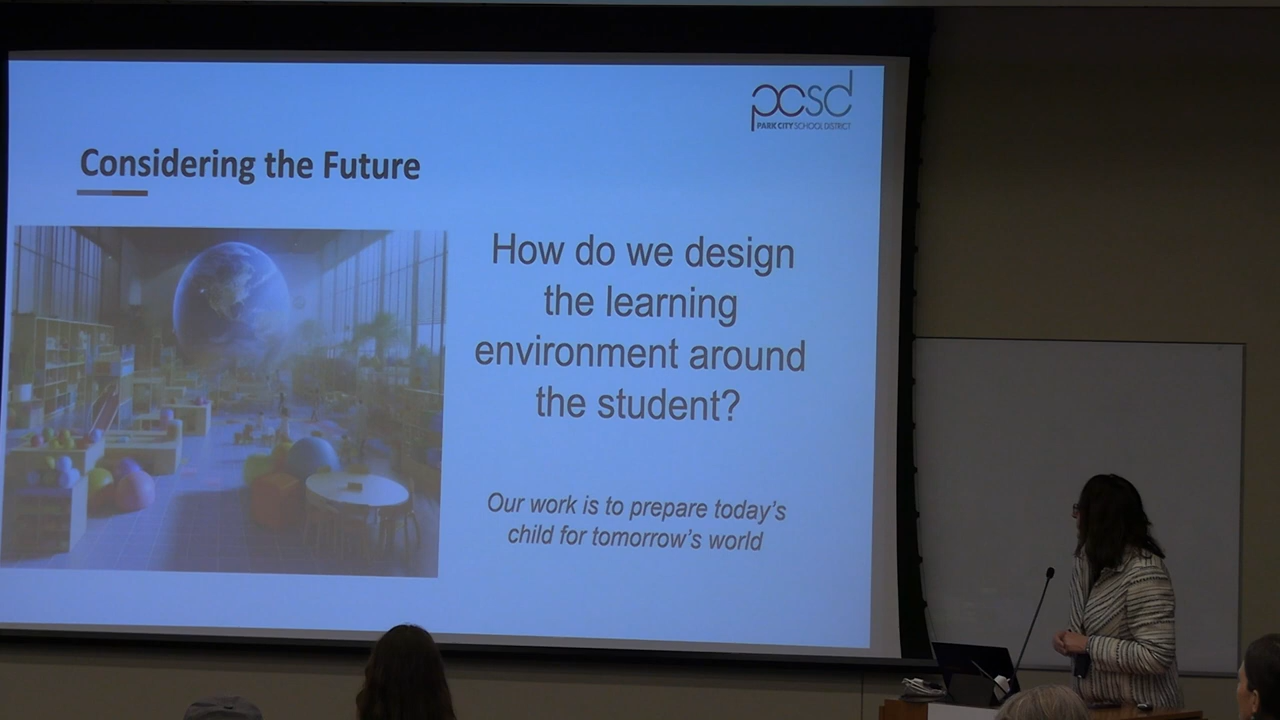 pcsd
PARK CITY SCHOOL DISTRICT
Considering the Future
How do we design
the learning
environment around
the student?
Our work is to prepare today's
child for tomorrow's world